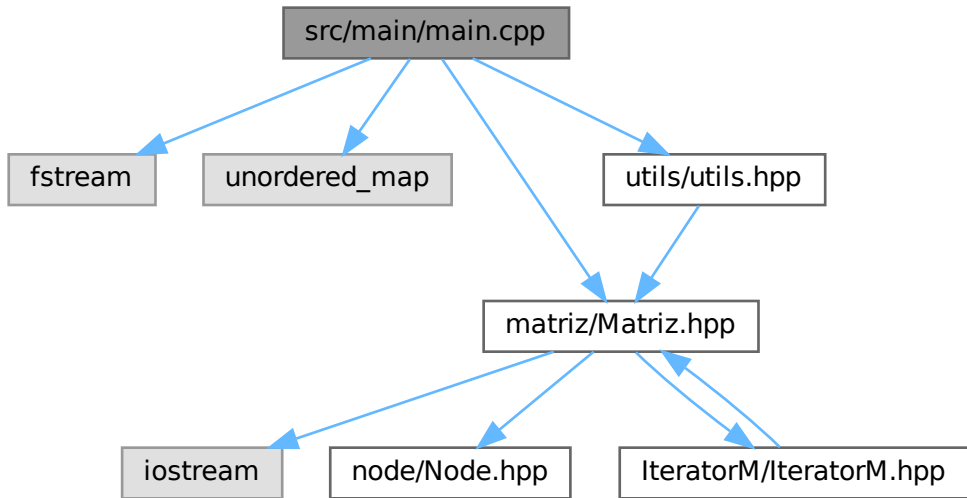 src/main/main.cpp
fstream
unordered_map
utils/utils.hpp
matriz/Matriz.hpp
iostream
node/Node.hpp
IteratorM/IteratorM.hpp